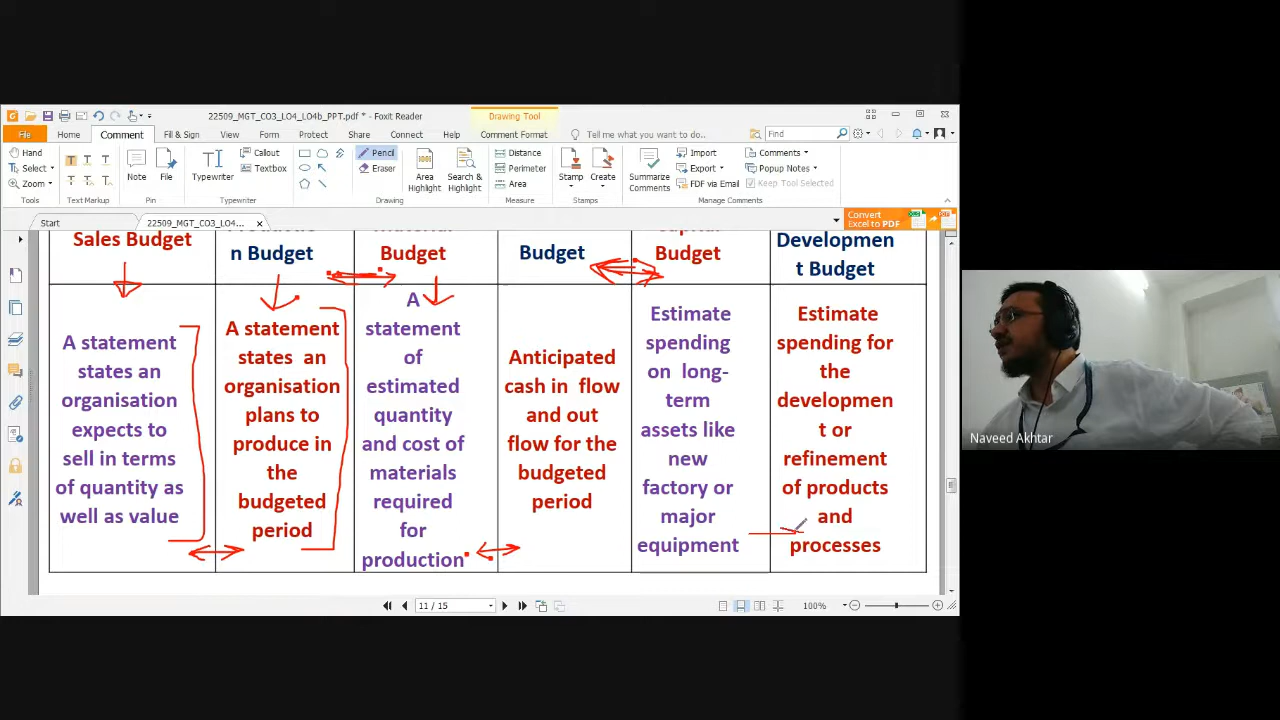 22509_MGT_CO3_LO4_LO4b_PPT.pdf * - Foxit Reader
Drawing Tool
File Home Comment Fill & Sign View Form Protect Share Connect Help Comment Format Tell me what you want to do.. Find
Hand
Select
Zoom
Tools
Text Markup
Note
File
Typewriter
Callout
Textbox
Typewriter
Pencil
Eraser
Drawing
Area Highlight
Search & Highlight
Distance
Perimeter
Area
Measure
Stamp
Create
Stamps
Summarize Comments
Import
Export
FDF via Email
Comments
Popup Notes
Keep Tool Selected
Manage Comments
Start
22509_MGT_CO3_LO4...
Convert
Excel to PDF
Sales Budget
n Budget
Budget
Budget
Budget
Developmen
t Budget
A statement
states an
organisation
expects to
sell in terms
of quantity as
well as value
A statement
states an
organisation
plans to
produce in
the
budgeted
period
A
statement
of
estimated
quantity
and cost of
materials
required
for
production
Anticipated
cash in flow
and out
flow for the
budgeted
period
Estimate
spending
on long-
term
assets like
new
factory or
major
equipment
Estimate
spending for
the
developmen
t or
refinement
of products
and
processes
11 / 15
100%
Naveed Akhtar